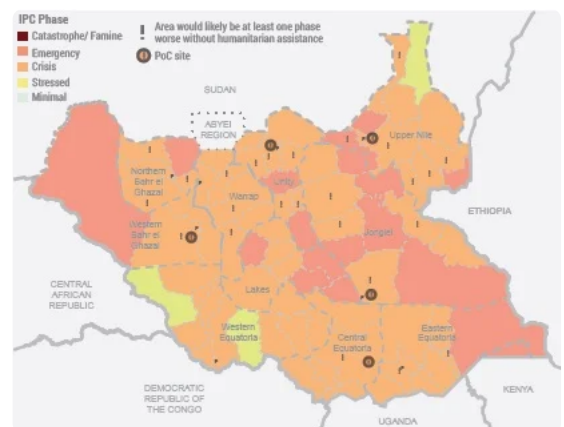 IPC Phase
Catastrophe/ Famine
Emergency
Crisis
Stressed
Minimal
! Area would likely be at least one phase
worse without humanitarian assistance
PoC site
SUDAN
ABYEI
REGION
Upper Nile
Northern
Bahr el
Ghazal
Unity
Warrap
ETHIOPIA
Western
Bahr el
Ghazal
Jonglei
CENTRAL
AFRICAN
REPUBLIC
Lakes
Western
Equatoria
Central
Equatoria
Eastern
Equatoria
DEMOCRATIC
REPUBLIC OF
THE CONGO
KENYA
UGANDA